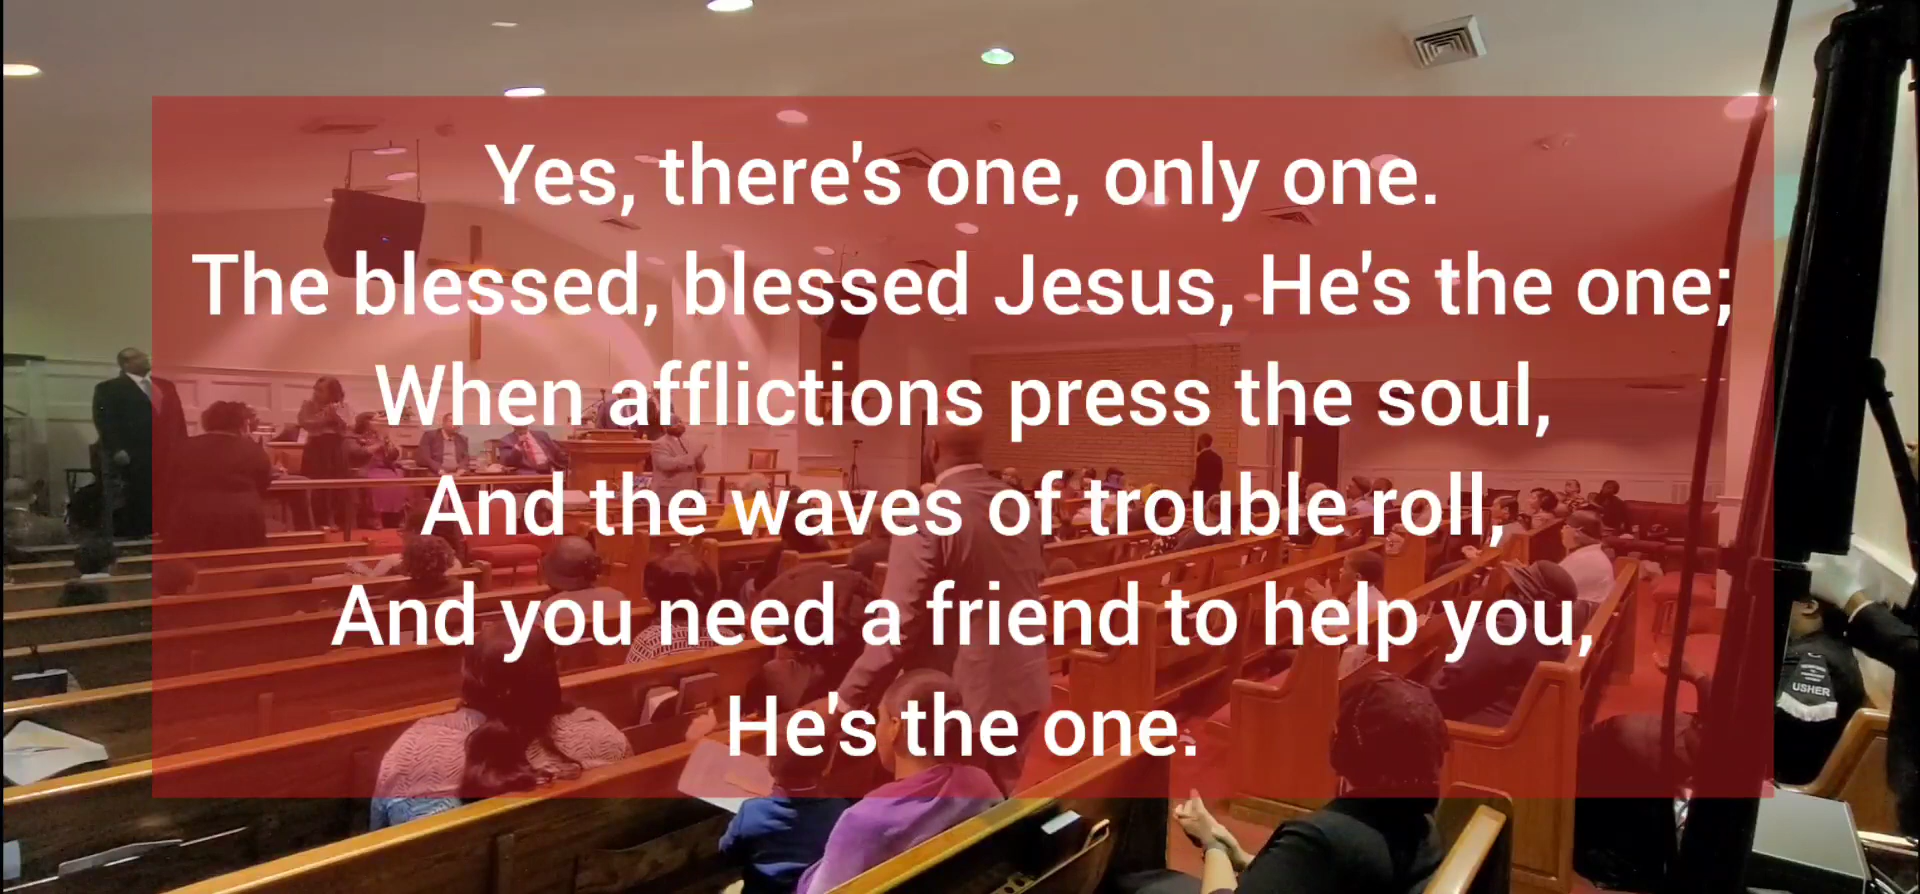 Yes, there's one, only one.
The blessed, blessed Jesus, He's the one;
When afflictions press the soul,
And the waves of trouble roll,
And you need a friend to help you,
He's the one.
USHER